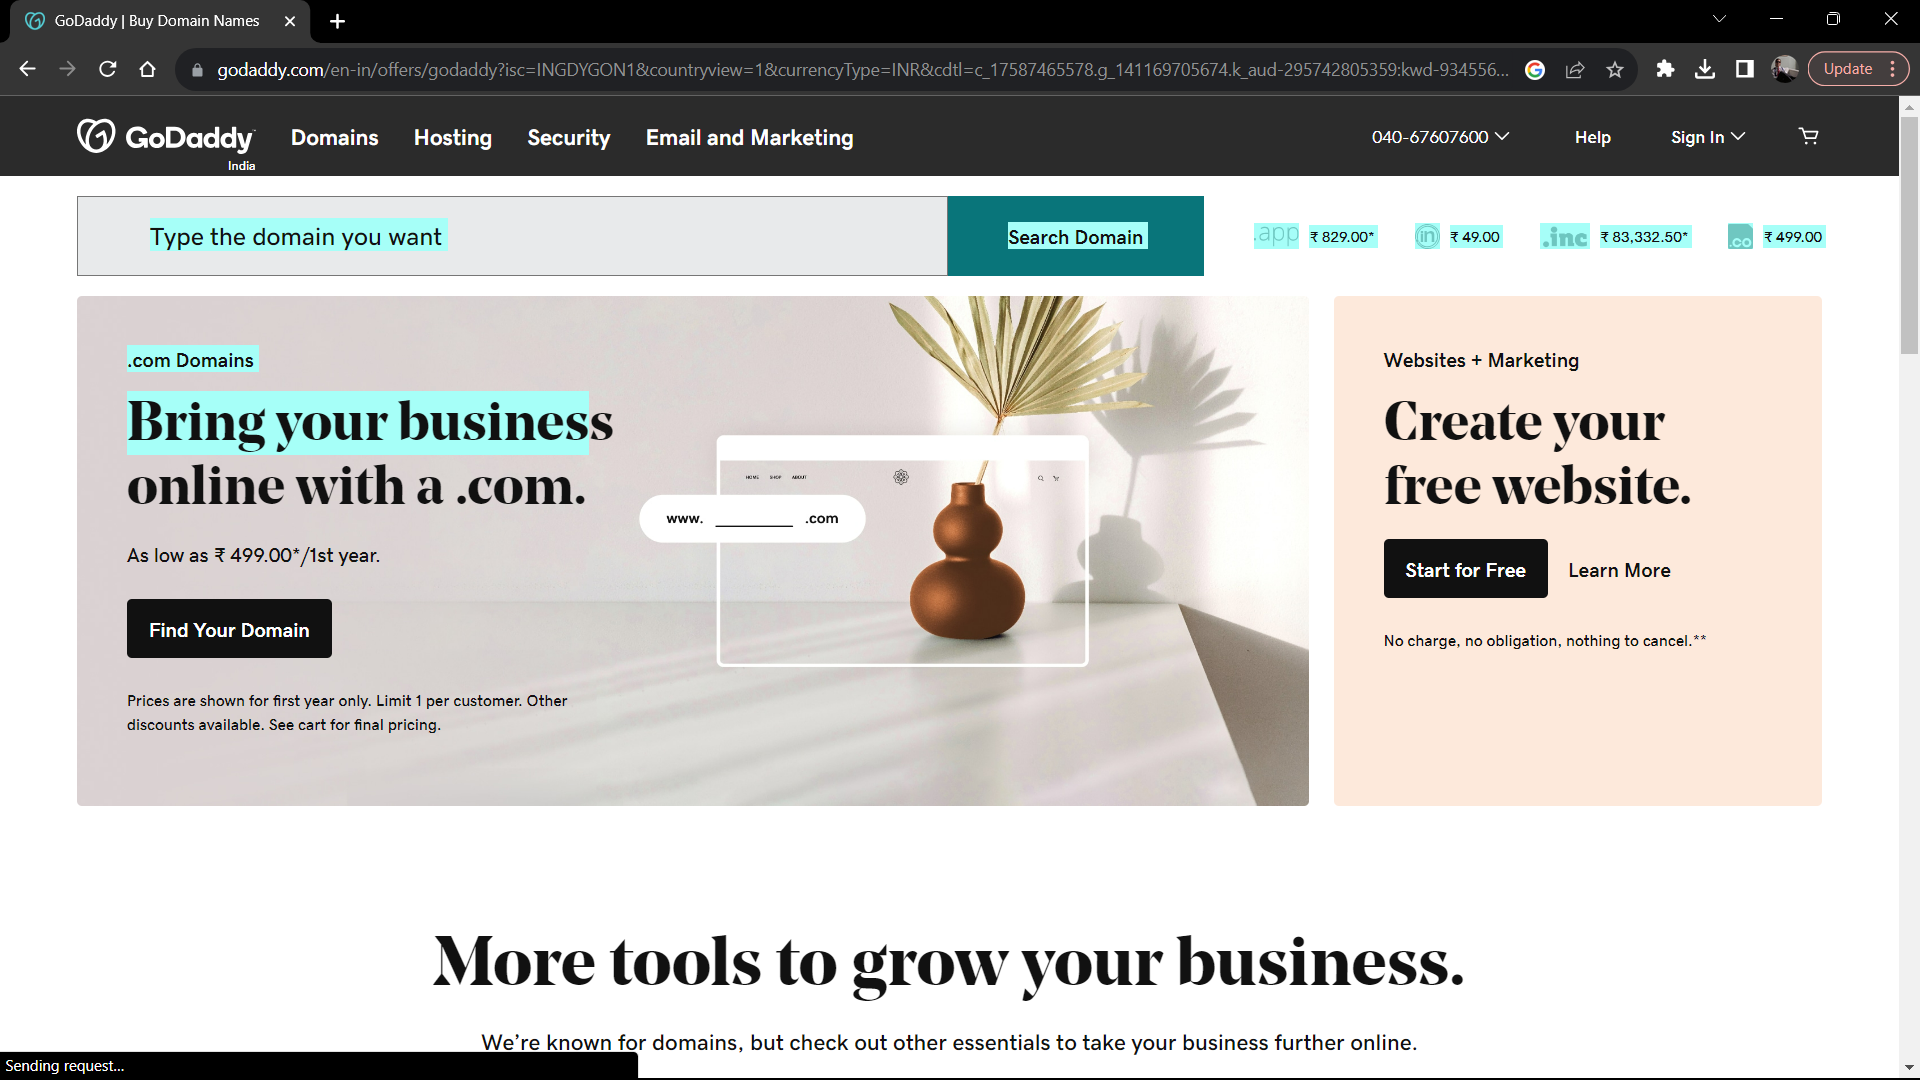 GoDaddy | Buy Domain Names
godaddy.com/en-in/offers/godaddy?isc=INGDYGON1&countryview=1&currencyType=INR&cdtl=c_17587465578.g_141169705674.k_aud-295742805359:kwd-934556...
Update
GoDaddy
India
Domains
Hosting
Security
Email and Marketing
040-67607600
Help
Sign In
Type the domain you want
Search Domain
.app ₹ 829.00*
in ₹ 49.00
.inc ₹ 83,332.50*
.co ₹ 499.00
.com Domains
Bring your business
online with a .com.
As low as ₹ 499.00*/1st year.
Find Your Domain
Prices are shown for first year only. Limit 1 per customer. Other
discounts available. See cart for final pricing.
HOME SHOP ABOUT
www. __________ .com
Websites + Marketing
Create your
free website.
Start for Free
Learn More
No charge, no obligation, nothing to cancel.**
More tools to grow your business.
We’re known for domains, but check out other essentials to take your business further online.
Sending request...